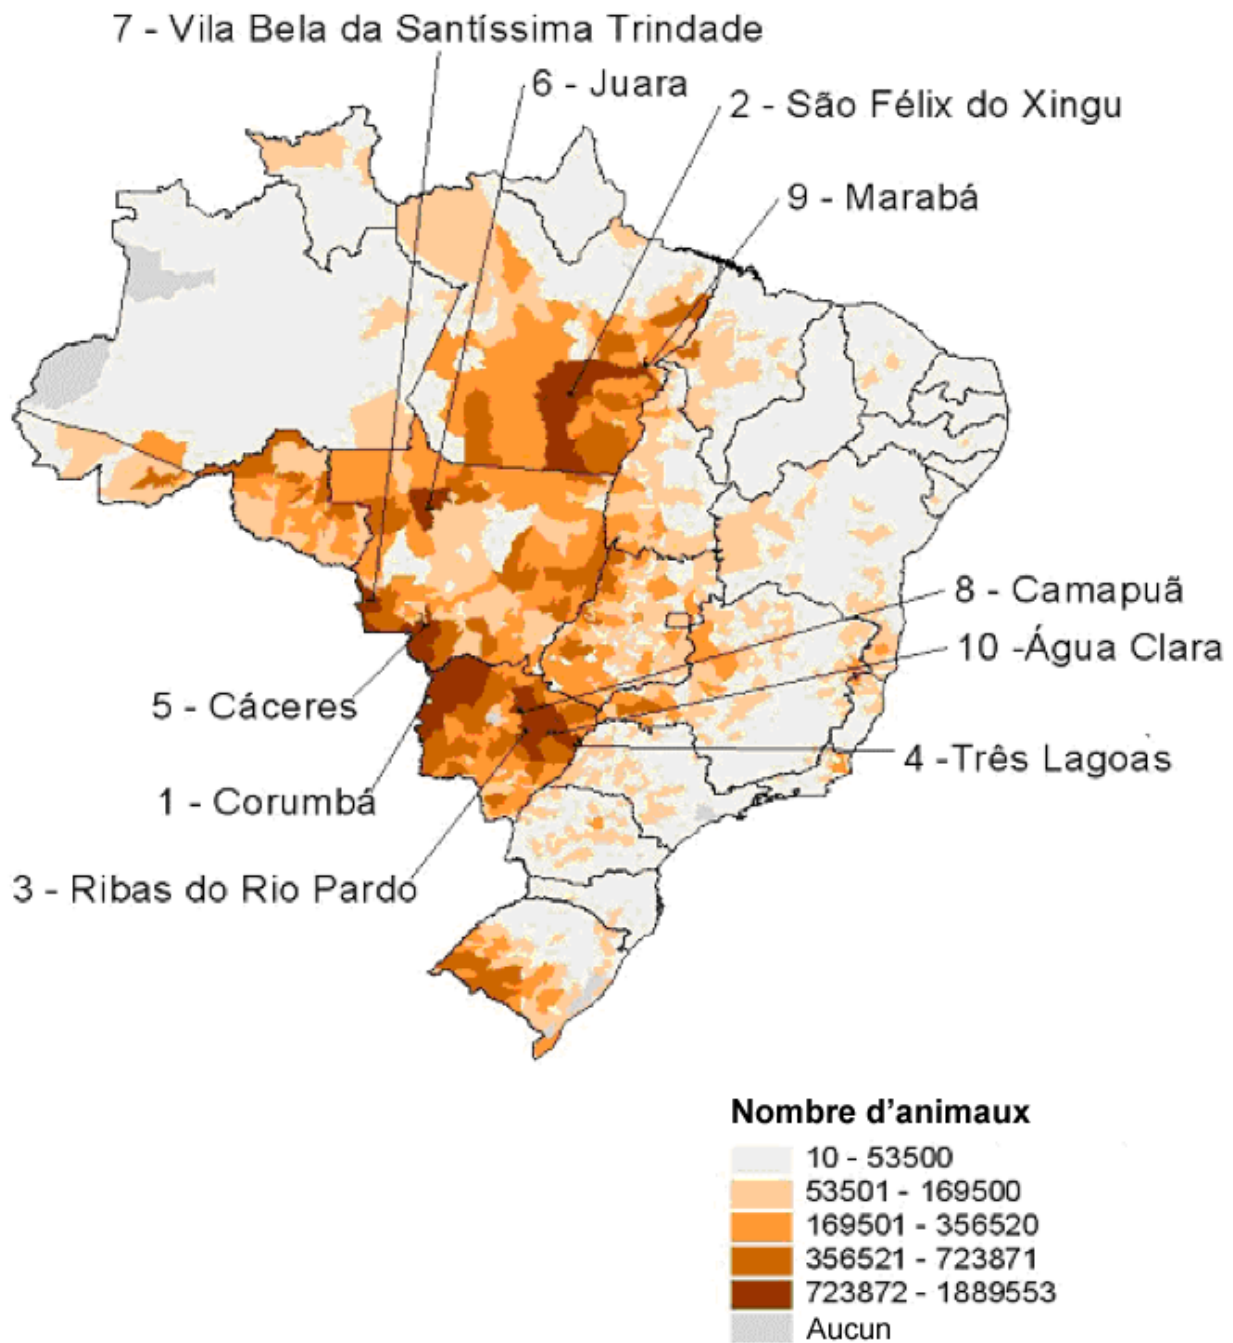 7 - Vila Bela da Santíssima Trindade
6 - Juara
2 - São Félix do Xingu
9 - Marabá
8 - Camapuã
10 -Água Clara
5 - Cáceres
4 -Três Lagoas
1 - Corumbá
3 - Ribas do Rio Pardo
Nombre d’animaux
10 - 53500
53501 - 169500
169501 - 356520
356521 - 723871
723872 - 1889553
Aucun